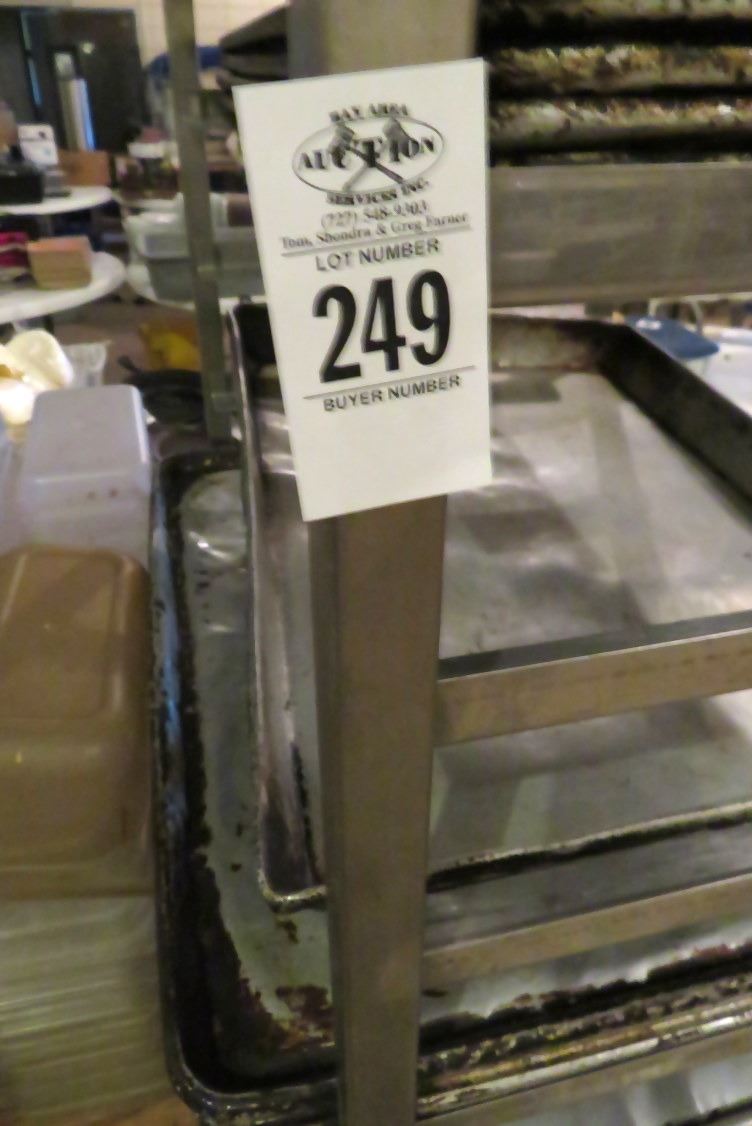 BAY AREA
AUCTION
SERVICES INC.
(727) 548-9303
Tom, Shondra & Greg Farner
LOT NUMBER
249
BUYER NUMBER